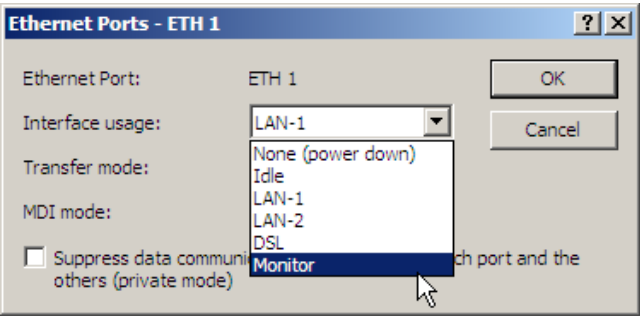 Ethernet Ports - ETH 1
Ethernet Port: ETH 1 OK
Interface usage: LAN-1 Cancel
None (power down)
Transfer mode:
Idle
LAN-1
MDI mode:
LAN-2
DSL
Monitor
Suppress data communi ch port and the
others (private mode)